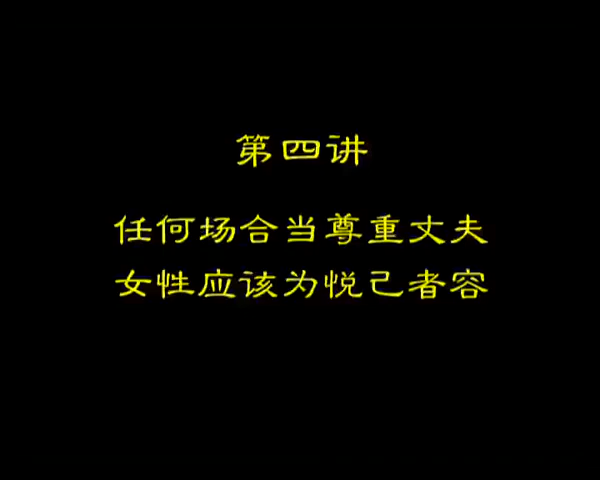 第四讲
任何场合当尊重丈夫
女性应该为悦己者容